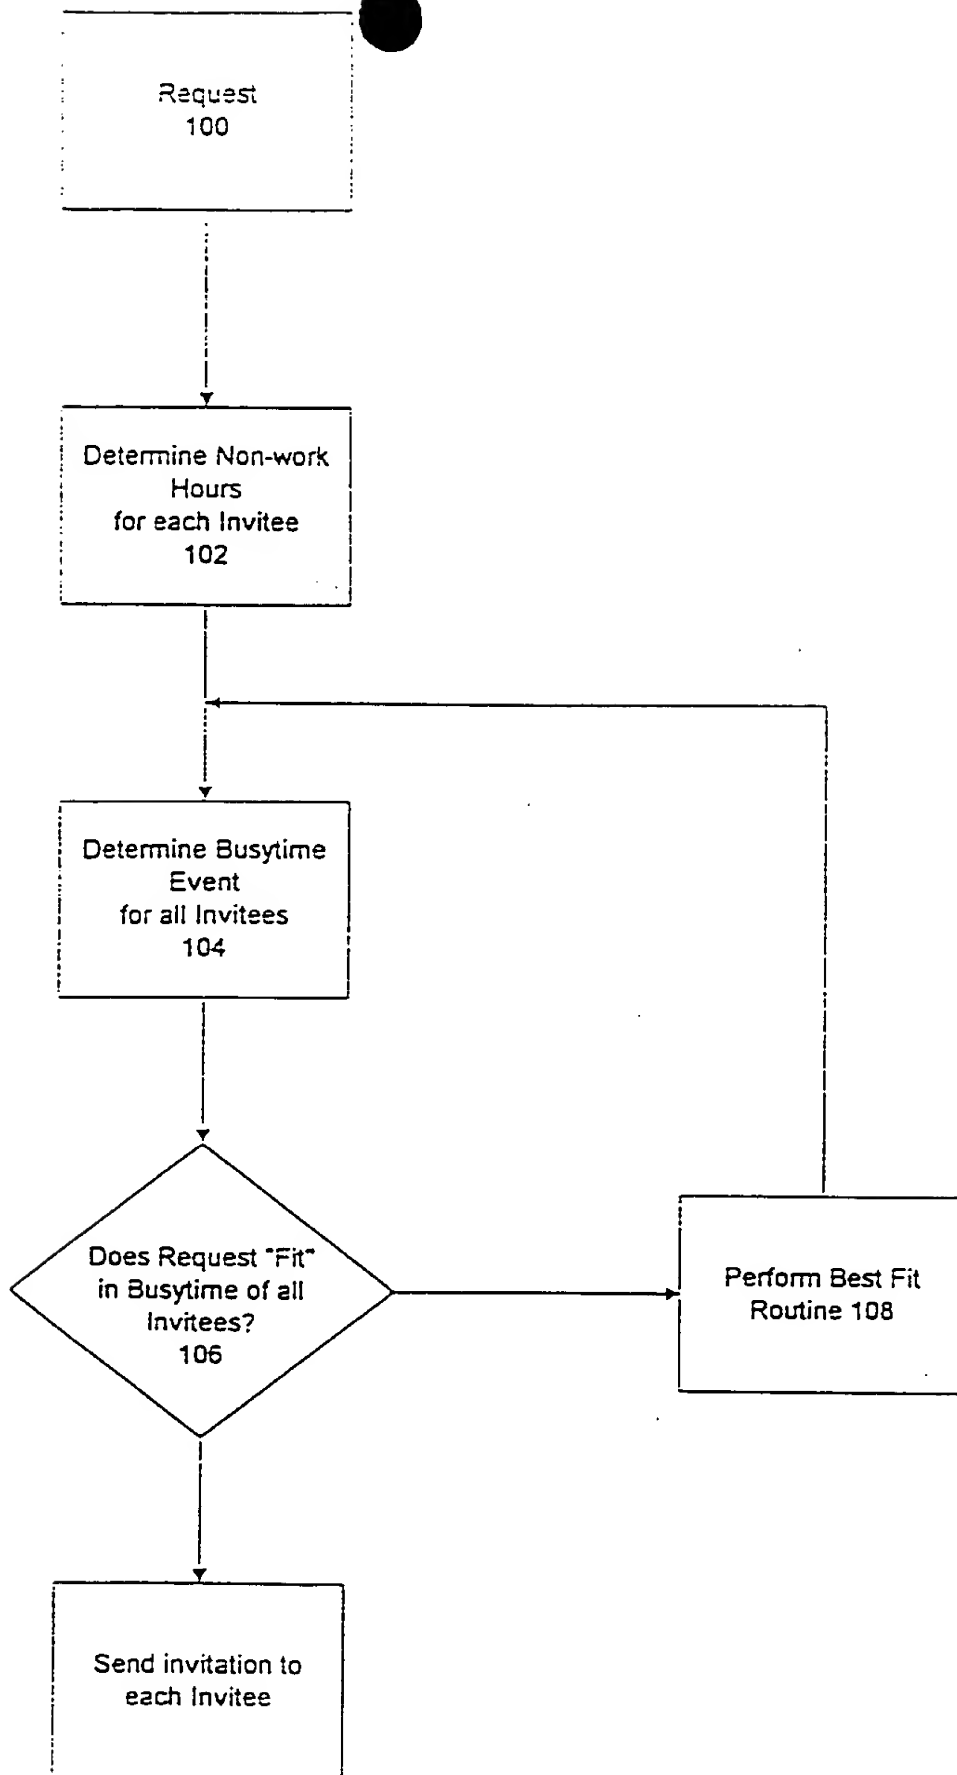 Request
100
Determine Non-work
Hours
for each Invitee
102
Determine Busytime
Event
for all Invitees
104
Does Request "Fit"
in Busytime of all
Invitees?
106
Perform Best Fit
Routine 108
Send invitation to
each Invitee